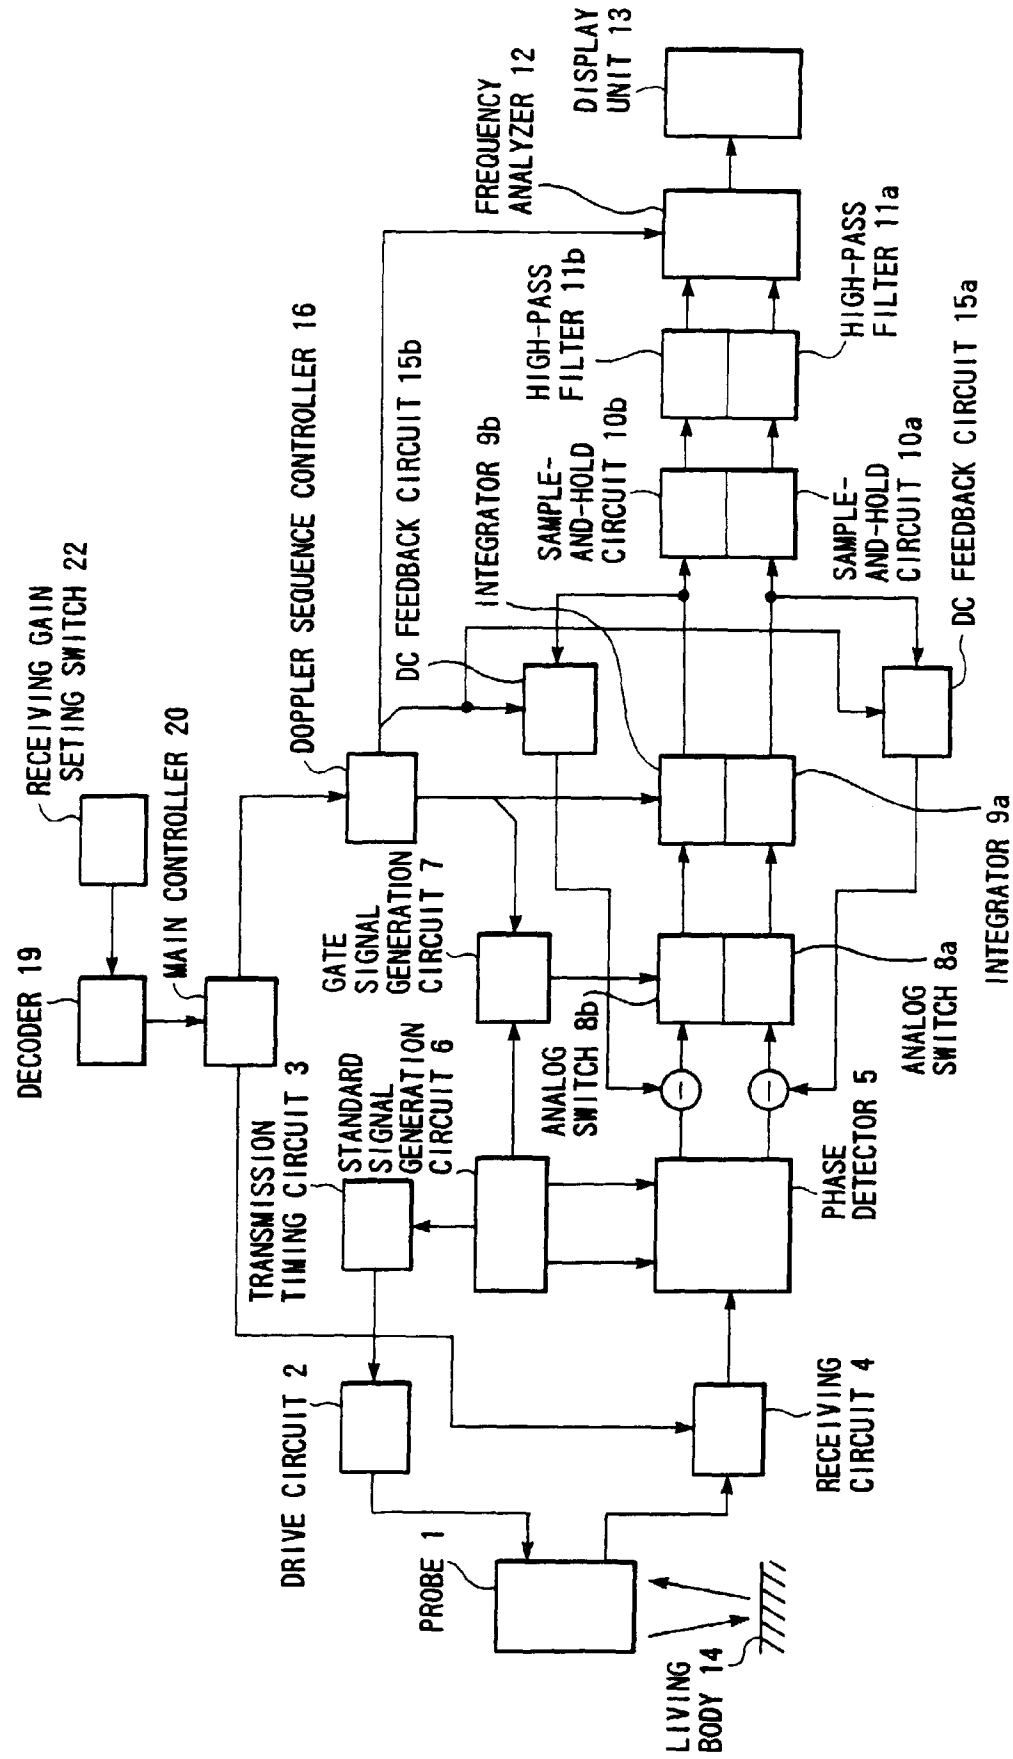 RECEIVING GAIN
SETING SWITCH 22
DECODER 19
MAIN CONTROLLER 20
DOPPLER SEQUENCE CONTROLLER 16
TRANSMISSION
TIMING CIRCUIT 3
STANDARD
SIGNAL
GENERATION
CIRCUIT 6
GATE
SIGNAL
GENERATION
CIRCUIT 7
DC FEEDBACK CIRCUIT 15b
INTEGRATOR 9b
SAMPLE-
AND-HOLD
CIRCUIT 10b
HIGH-PASS
FILTER 11b
FREQUENCY
ANALYZER 12
DISPLAY
UNIT 13
DRIVE CIRCUIT 2
PROBE 1
ANALOG
SWITCH 8b
LIVING
BODY 14
RECEIVING
CIRCUIT 4
PHASE
DETECTOR 5
ANALOG
SWITCH 8a
INTEGRATOR 9a
SAMPLE-
AND-HOLD
CIRCUIT 10a
DC FEEDBACK CIRCUIT 15a
HIGH-PASS
FILTER 11a